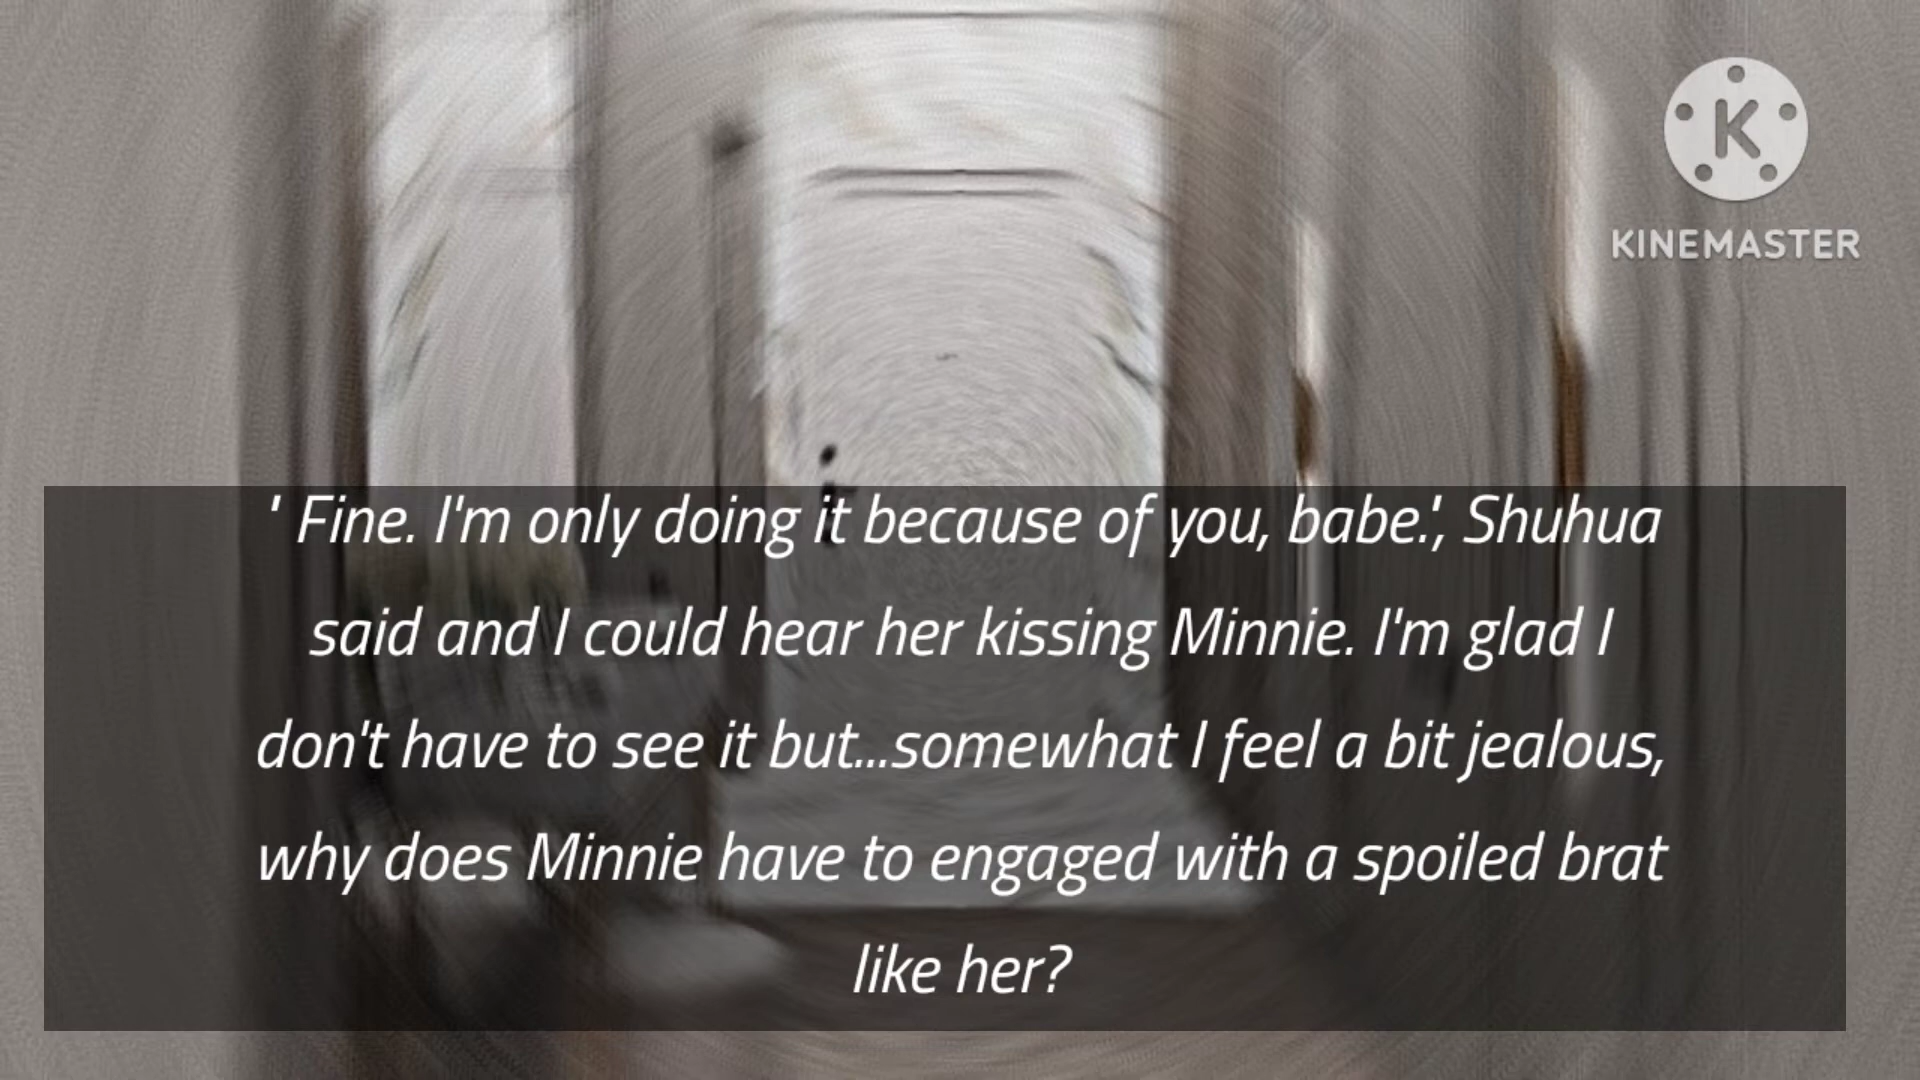 K
KINEMASTER
' Fine. I'm only doing it because of you, babe.', Shuhua
said and I could hear her kissing Minnie. I'm glad I
don't have to see it but...somewhat I feel a bit jealous,
why does Minnie have to engaged with a spoiled brat
like her?